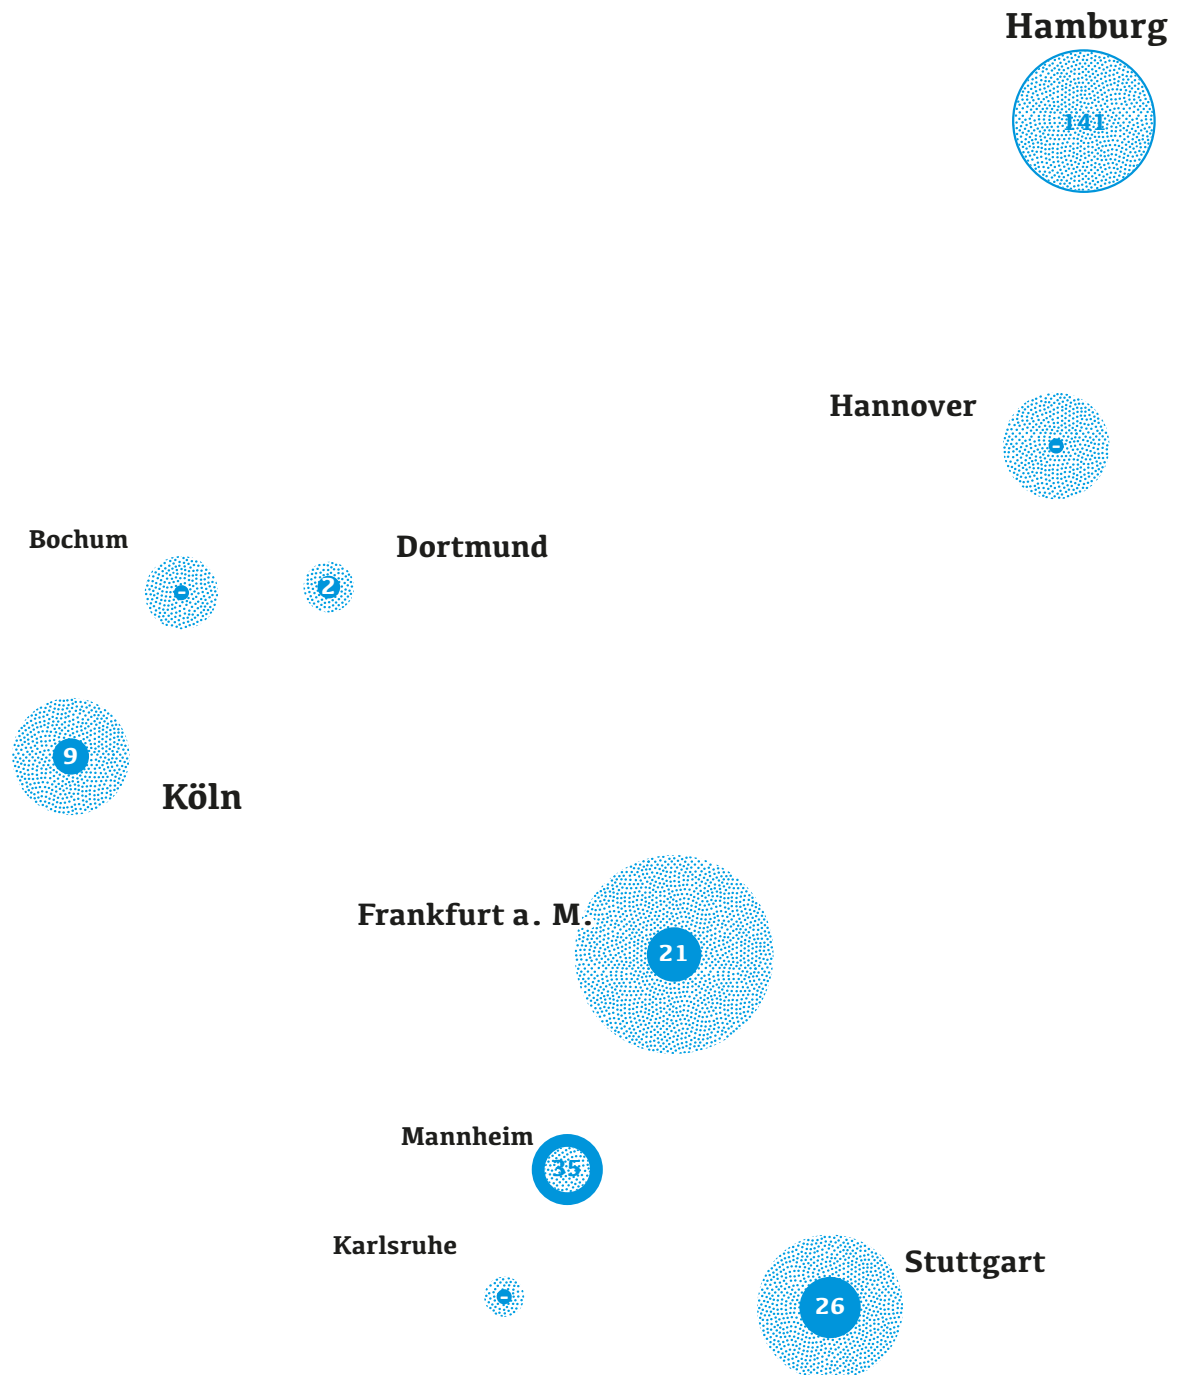 Hamburg
141
Hannover
-
Bochum
-
Dortmund
2
9
Köln
Frankfurt a. M.
21
Mannheim
35
Karlsruhe
-
Stuttgart
26